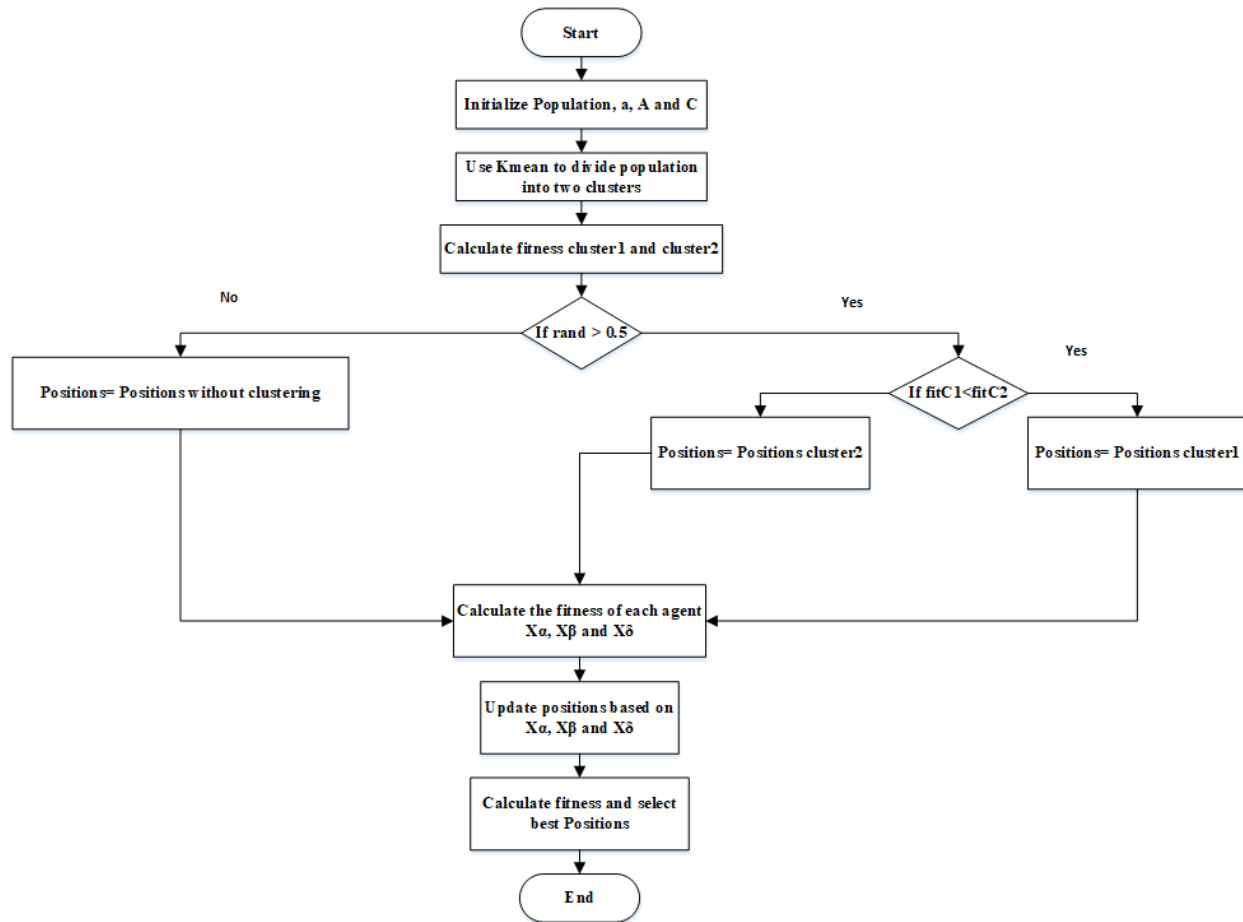 Start
Initialize Population, a, A and C
Use Kmean to divide population
into two clusters
Calculate fitness cluster1 and cluster2
No
Yes
If rand > 0.5
Yes
Positions= Positions without clustering
If fitC1<fitC2
Positions= Positions cluster2
Positions= Positions cluster1
Calculate the fitness of each agent
Xα, Xβ and Xδ
Update positions based on
Xα, Xβ and Xδ
Calculate fitness and select
best Positions
End